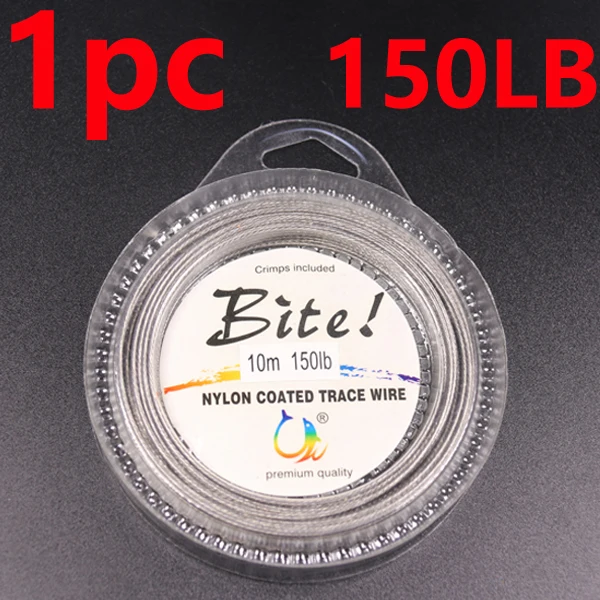 1pc 150LB
Crimps included
Bite!
10m 150lb
NYLON COATED TRACE WIRE
®
premium quality